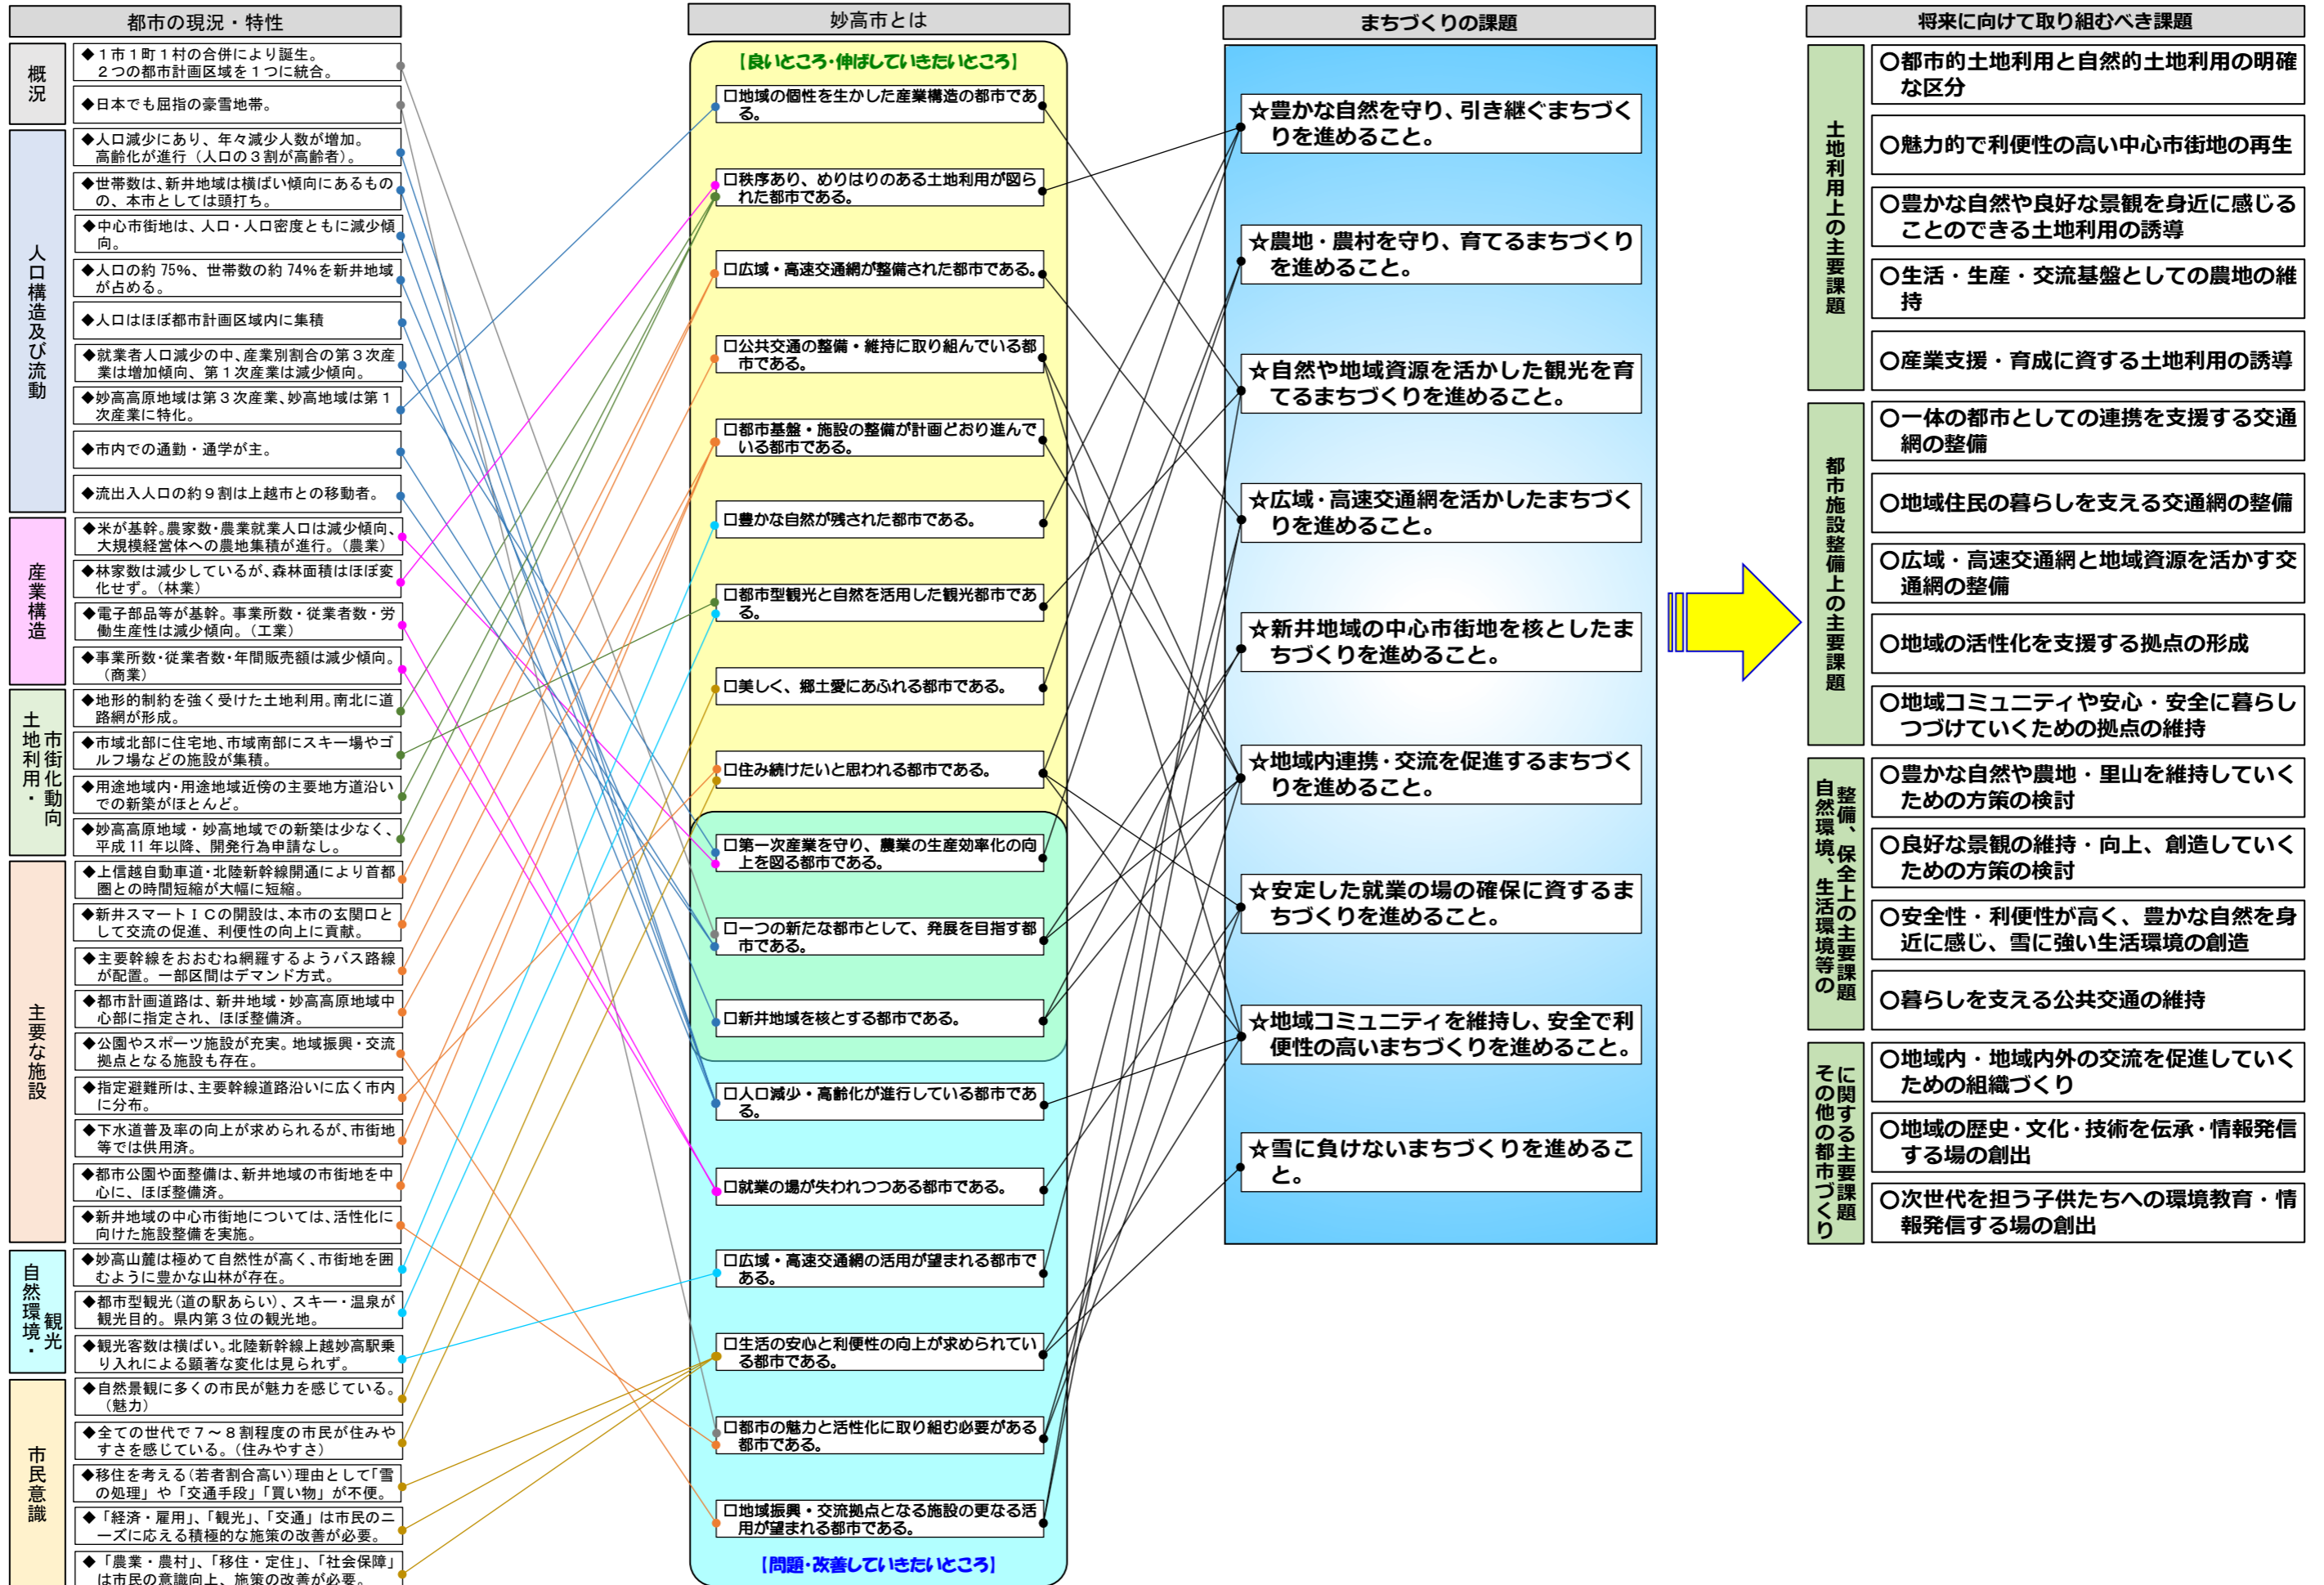 都市の現況・特性
概況
◆１市１町１村の合併により誕生。
２つの都市計画区域を１つに統合。
◆日本でも屈指の豪雪地帯。
人口構造及び流動
◆人口減少にあり、年々減少人数が増加。
高齢化が進行（人口の３割が高齢者）。
◆世帯数は、新井地域は横ばい傾向にあるもの
の、本市としては頭打ち。
◆中心市街地は、人口・人口密度ともに減少傾
向。
◆人口の約 75％、世帯数の約 74％を新井地域
が占める。
◆人口はほぼ都市計画区域内に集積
◆就業者人口減少の中、産業別割合の第３次産
業は増加傾向、第１次産業は減少傾向。
◆妙高高原地域は第３次産業、妙高地域は第１
次産業に特化。
◆市内での通勤・通学が主。
◆流出入人口の約９割は上越市との移動者。
産業構造
◆米が基幹。農家数・農業就業人口は減少傾向、
大規模経営体への農地集積が進行。（農業）
◆林家数は減少しているが、森林面積はほぼ変
化せず。（林業）
◆電子部品等が基幹。事業所数・従業者数・労
働生産性は減少傾向。（工業）
◆事業所数・従業者数・年間販売額は減少傾向。
（商業）
土地利用・
市街化動向
◆地形的制約を強く受けた土地利用。南北に道
路網が形成。
◆市域北部に住宅地、市域南部にスキー場やゴ
ルフ場などの施設が集積。
◆用途地域内・用途地域近傍の主要地方道沿い
での新築がほとんど。
◆妙高高原地域・妙高地域での新築は少なく、
平成 11 年以降、開発行為申請なし。
主要な施設
◆上信越自動車道・北陸新幹線開通により首都
圏との時間短縮が大幅に短縮。
◆新井スマートＩＣの開設は、本市の玄関口と
して交流の促進、利便性の向上に貢献。
◆主要幹線をおおむね網羅するようバス路線
が配置。一部区間はデマンド方式。
◆都市計画道路は、新井地域・妙高高原地域中
心部に指定され、ほぼ整備済。
◆公園やスポーツ施設が充実。地域振興・交流
拠点となる施設も存在。
◆指定避難所は、主要幹線道路沿いに広く市内
に分布。
◆下水道普及率の向上が求められるが、市街地
等では供用済。
◆都市公園や面整備は、新井地域の市街地を中
心に、ほぼ整備済。
◆新井地域の中心市街地については、活性化に
向けた施設整備を実施。
自然環境・
観光
◆妙高山麓は極めて自然性が高く、市街地を囲
むように豊かな山林が存在。
◆都市型観光（道の駅あらい）、スキー・温泉が
観光目的。県内第３位の観光地。
◆観光客数は横ばい。北陸新幹線上越妙高駅乗
り入れによる顕著な変化は見られず。
市民意識
◆自然景観に多くの市民が魅力を感じている。
（魅力）
◆全ての世代で７～８割程度の市民が住みや
すさを感じている。（住みやすさ）
◆移住を考える（若者割合高い）理由として「雪
の処理」や「交通手段」「買い物」が不便。
◆「経済・雇用」、「観光」、「交通」は市民のニ
ーズに応える積極的な施策の改善が必要。
◆「農業・農村」、「移住・定住」、「社会保障」
は市民の意識向上、施策の改善が必要。
妙高市とは
【良いところ・伸ばしていきたいところ】
□地域の個性を生かした産業構造の都市であ
る。
□秩序あり、めりはりのある土地利用が図ら
れた都市である。
□広域・高速交通網が整備された都市である。
□公共交通の整備・維持に取り組んでいる都
市である。
□都市基盤・施設の整備が計画どおり進んで
いる都市である。
□豊かな自然が残された都市である。
□都市型観光と自然を活用した観光都市であ
る。
□美しく、郷土愛にあふれる都市である。
□住み続けたいと思われる都市である。
□第一次産業を守り、農業の生産効率化の向
上を図る都市である。
□一つの新たな都市として、発展を目指す都
市である。
□新井地域を核とする都市である。
□人口減少・高齢化が進行している都市であ
る。
□就業の場が失われつつある都市である。
□広域・高速交通網の活用が望まれる都市で
ある。
□生活の安心と利便性の向上が求められてい
る都市である。
□都市の魅力と活性化に取り組む必要がある
都市である。
□地域振興・交流拠点となる施設の更なる活
用が望まれる都市である。
【問題・改善していきたいところ】
まちづくりの課題
☆豊かな自然を守り、引き継ぐまちづく
りを進めること。
☆農地・農村を守り、育てるまちづくり
を進めること。
☆自然や地域資源を活かした観光を育
てるまちづくりを進めること。
☆広域・高速交通網を活かしたまちづく
りを進めること。
☆新井地域の中心市街地を核としたま
ちづくりを進めること。
☆地域内連携・交流を促進するまちづく
りを進めること。
☆安定した就業の場の確保に資するま
ちづくりを進めること。
☆地域コミュニティを維持し、安全で利
便性の高いまちづくりを進めること。
☆雪に負けないまちづくりを進めるこ
と。
将来に向けて取り組むべき課題
土地利用上の主要課題
○都市的土地利用と自然的土地利用の明確
な区分
○魅力的で利便性の高い中心市街地の再生
○豊かな自然や良好な景観を身近に感じる
ことのできる土地利用の誘導
○生活・生産・交流基盤としての農地の維
持
○産業支援・育成に資する土地利用の誘導
都市施設整備上の主要課題
○一体の都市としての連携を支援する交通
網の整備
○地域住民の暮らしを支える交通網の整備
○広域・高速交通網と地域資源を活かす交
通網の整備
○地域の活性化を支援する拠点の形成
○地域コミュニティや安心・安全に暮らし
つづけていくための拠点の維持
自然環境、生活環境等の
整備、保全上の主要課題
○豊かな自然や農地・里山を維持していく
ための方策の検討
○良好な景観の維持・向上、創造していく
ための方策の検討
○安全性・利便性が高く、豊かな自然を身
近に感じ、雪に強い生活環境の創造
○暮らしを支える公共交通の維持
その他の都市づくり
に関する主要課題
○地域内・地域内外の交流を促進していく
ための組織づくり
○地域の歴史・文化・技術を伝承・情報発信
する場の創出
○次世代を担う子供たちへの環境教育・情
報発信する場の創出